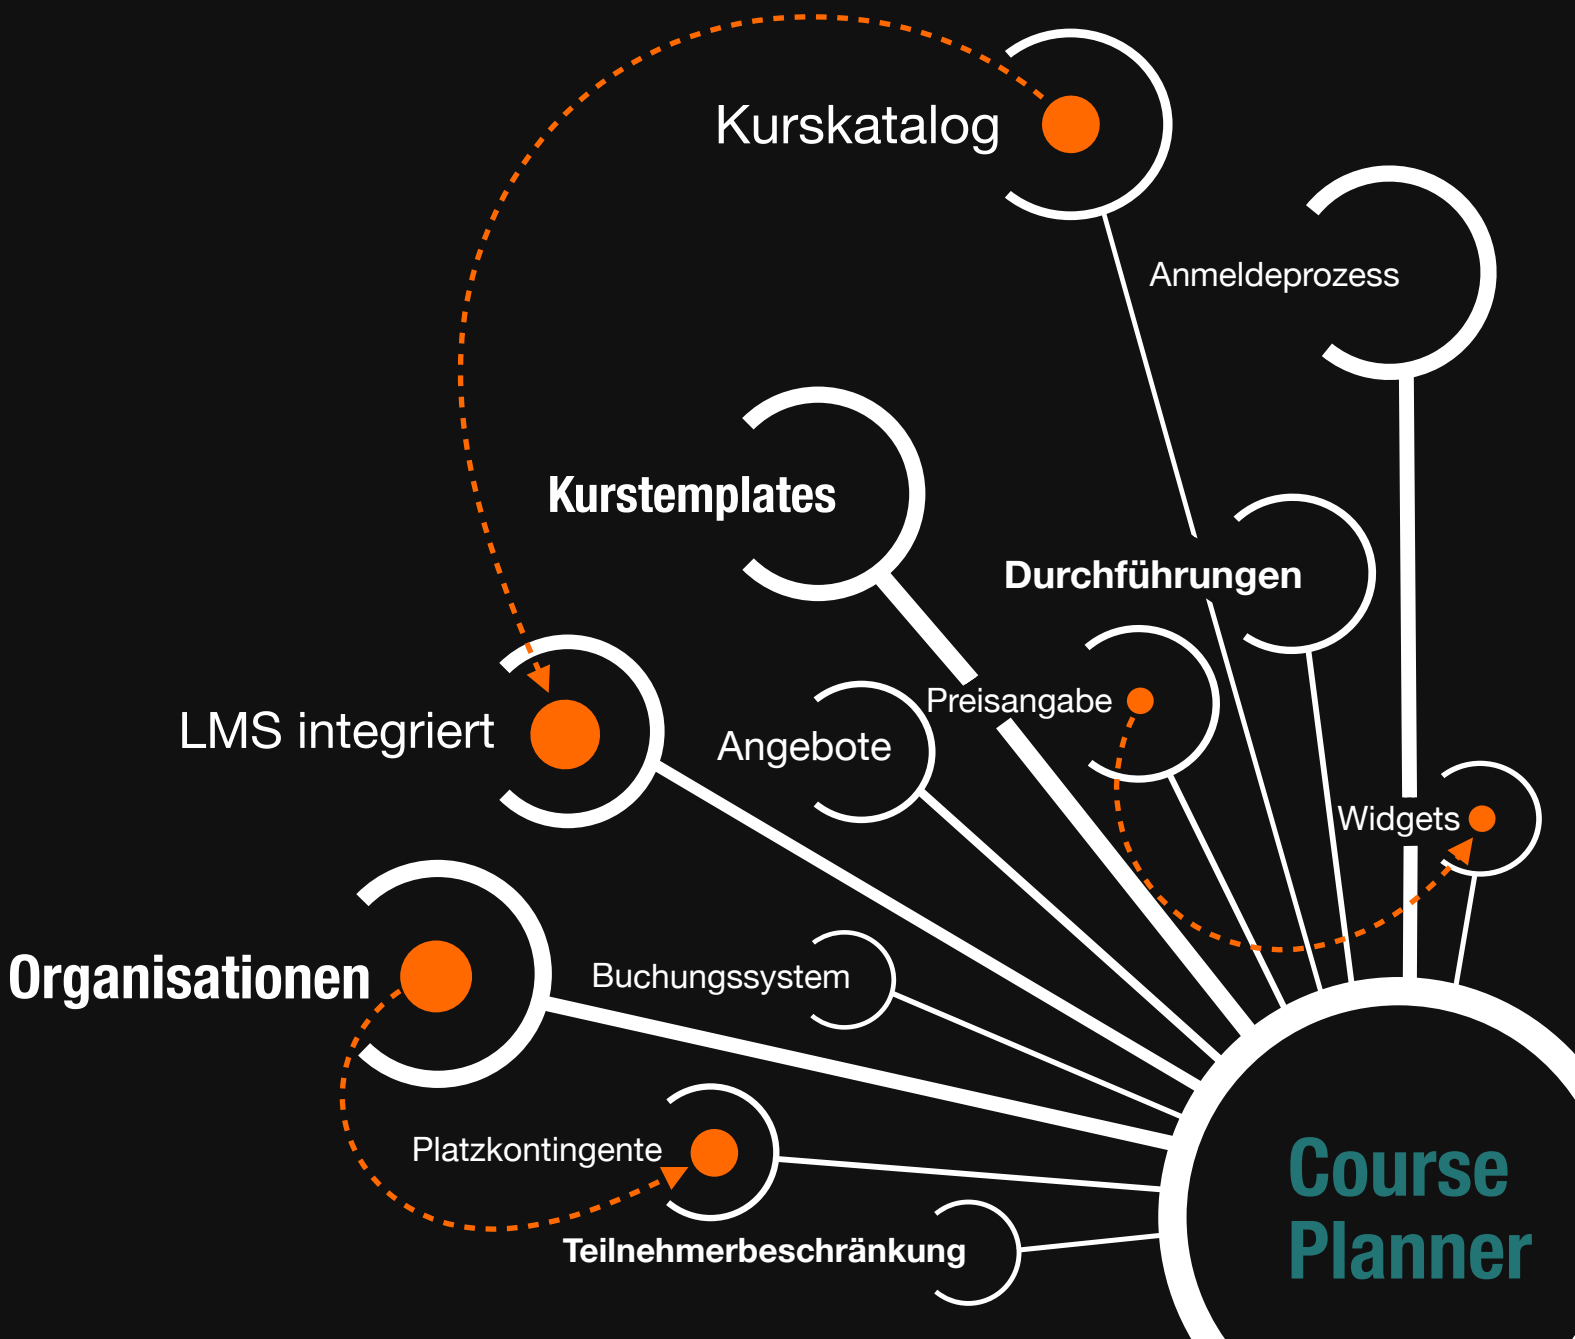 Kurskatalog
Anmeldeprozess
Kurstemplates
Durchführungen
Preisangabe
LMS integriert
Angebote
Widgets
Organisationen
Buchungssystem
Platzkontingente
Teilnehmerbeschränkung
Course
Planner